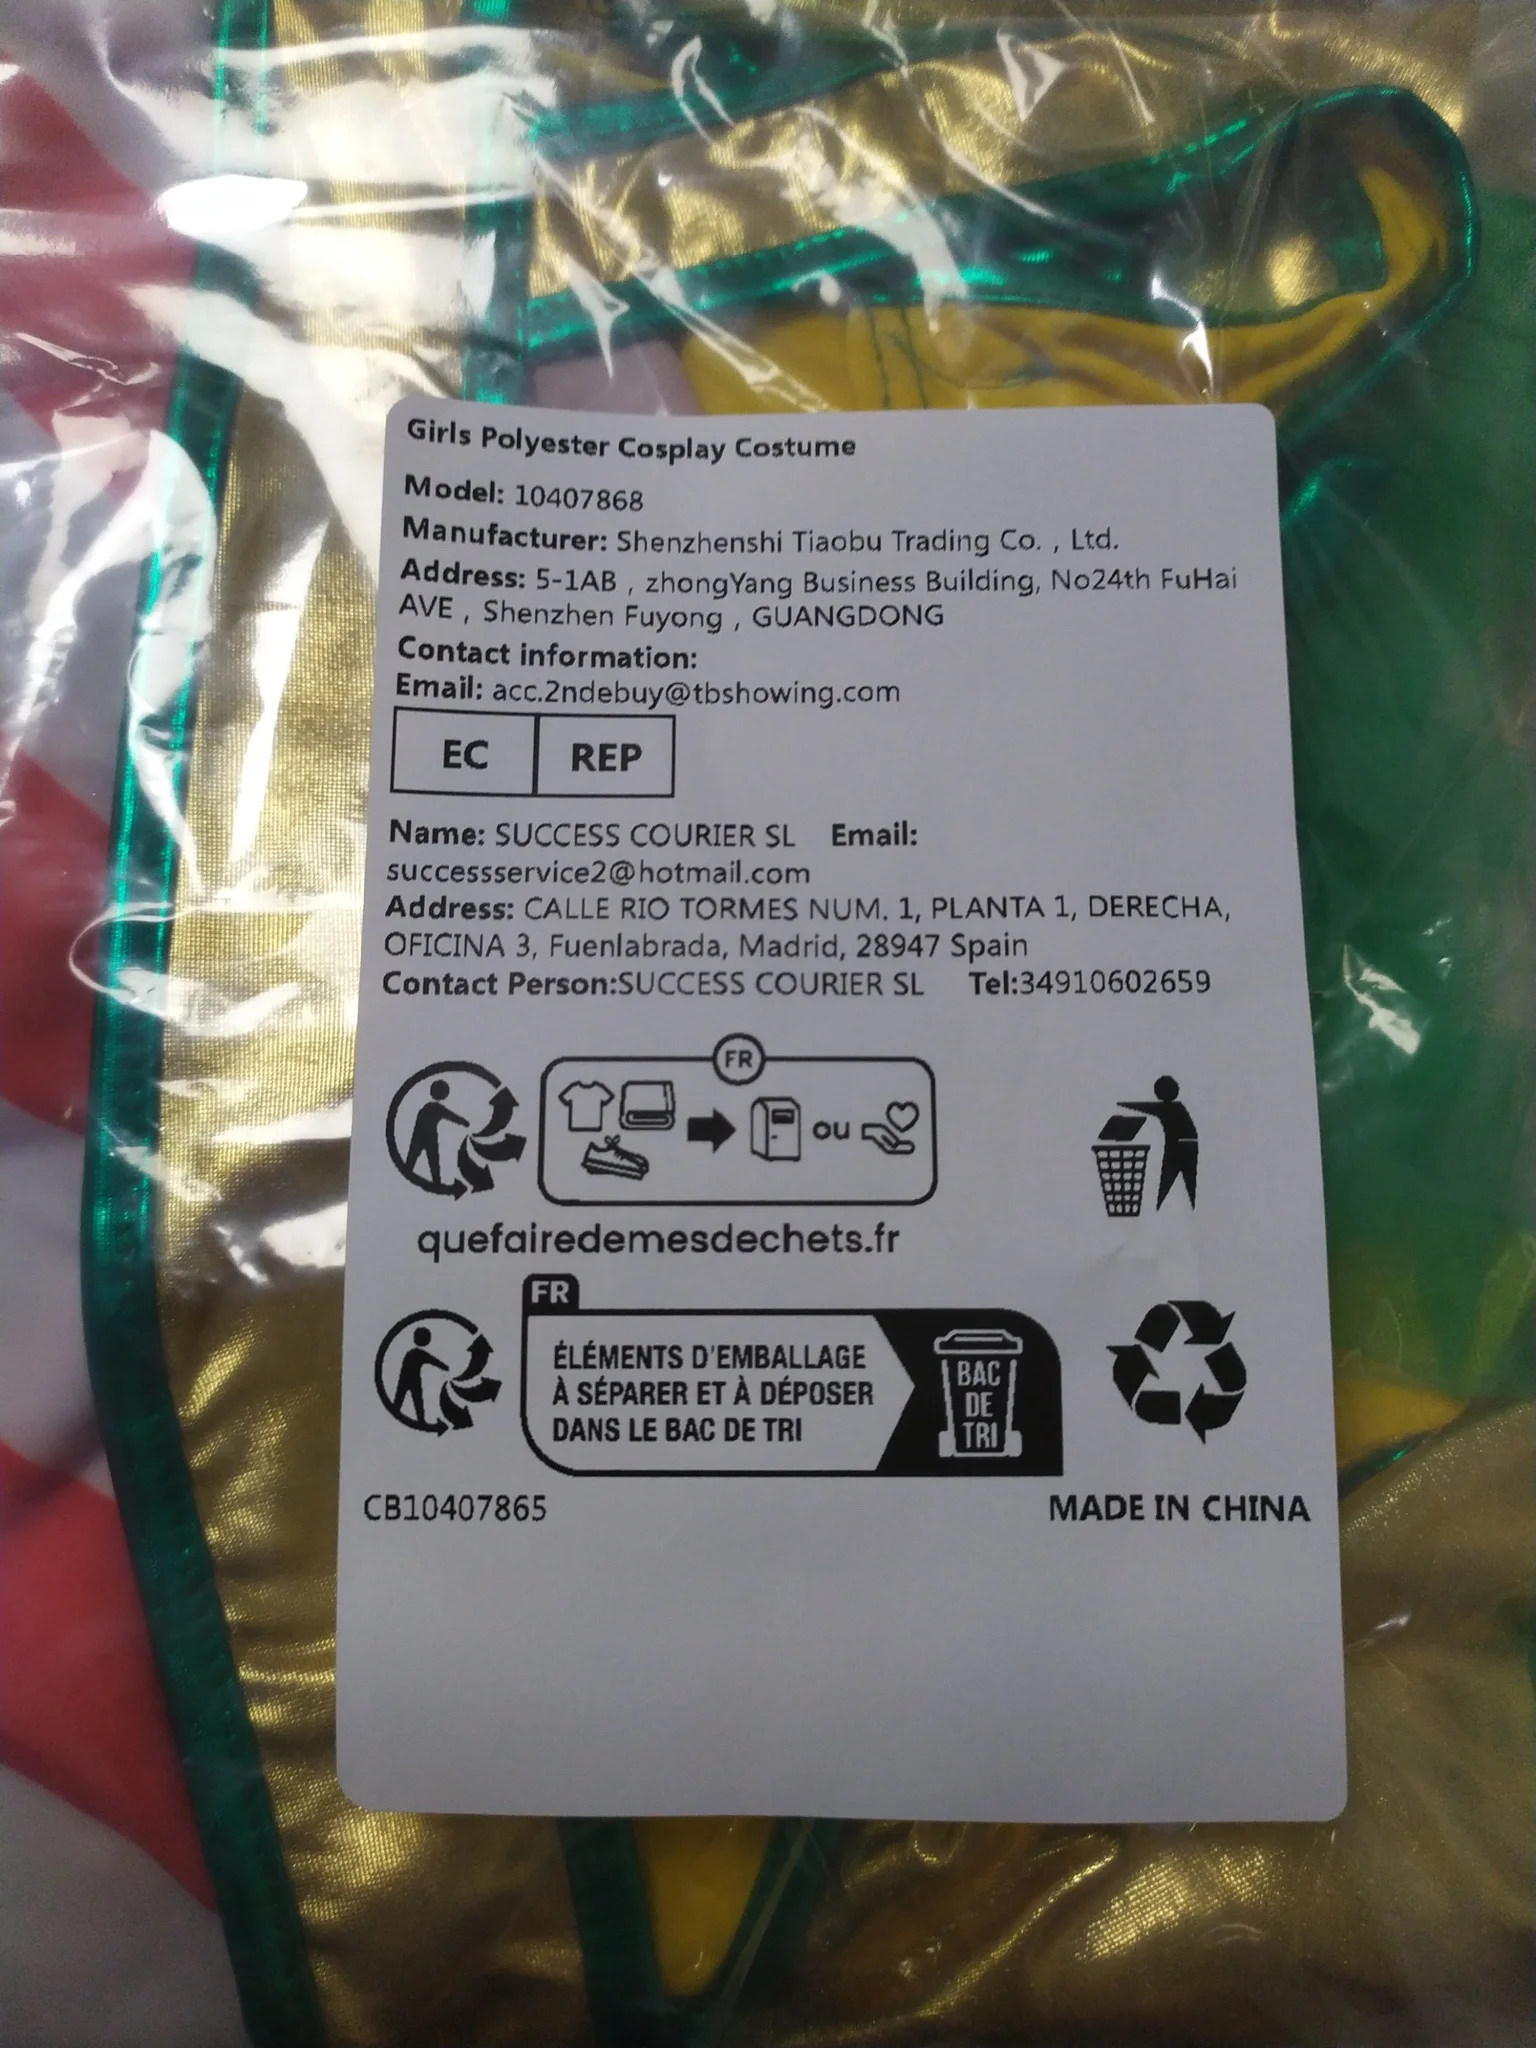 Girls Polyester Cosplay Costume
Model: 10407868
Manufacturer: Shenzhenshi Tiaobu Trading Co. , Ltd.
Address: 5-1AB , zhongYang Business Building, No24th FuHai
AVE , Shenzhen Fuyong , GUANGDONG
Contact information:
Email: acc.2ndebuy@tbshowing.com
EC REP
Name: SUCCESS COURIER SL Email:
successservice2@hotmail.com
Address: CALLE RIO TORMES NUM. 1, PLANTA 1, DERECHA,
OFICINA 3, Fuenlabrada, Madrid, 28947 Spain
Contact Person:SUCCESS COURIER SL Tel:34910602659
FR
ou
quefairedemesdechets.fr
FR
ÉLÉMENTS D'EMBALLAGE
À SÉPARER ET À DÉPOSER
DANS LE BAC DE TRI
BAC
DE
TRI
CB10407865 MADE IN CHINA